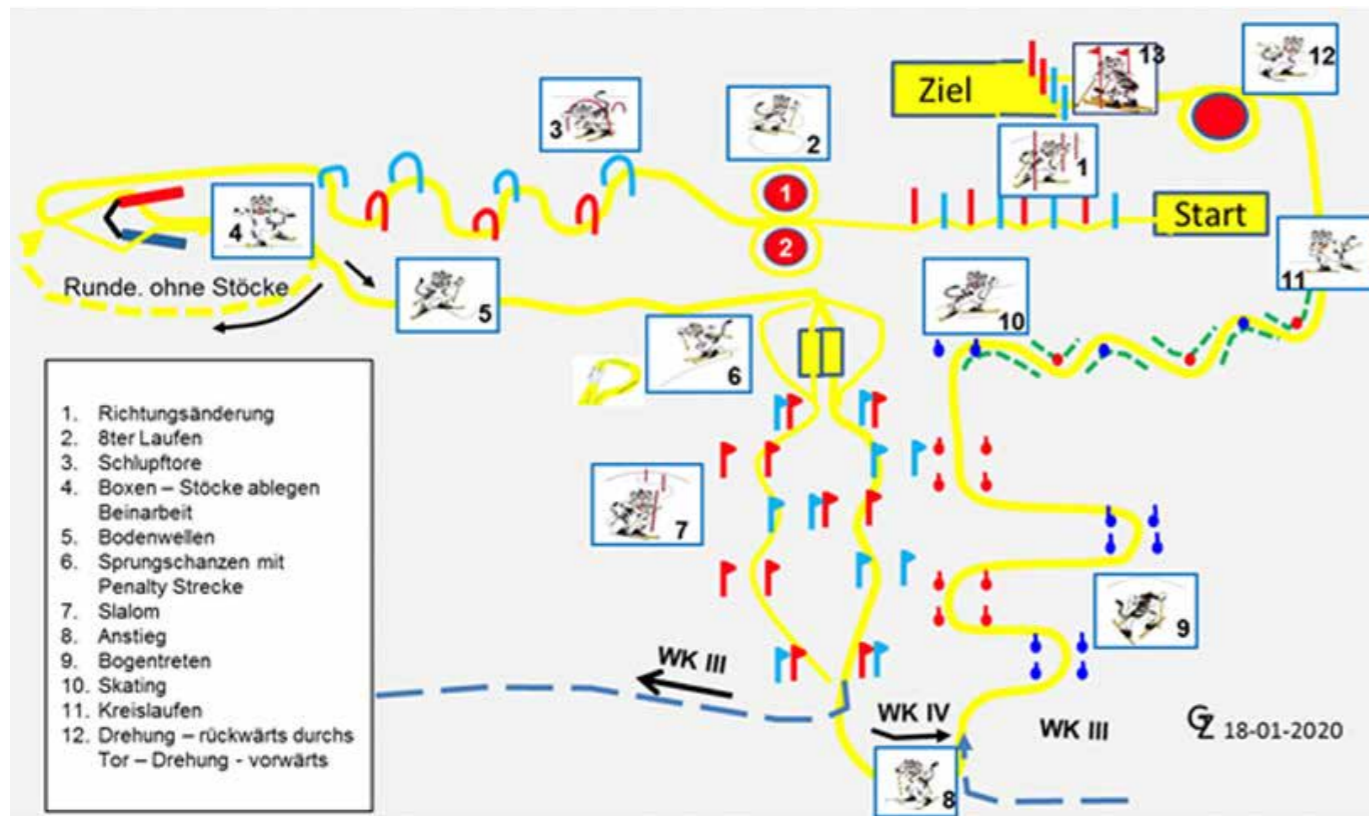 Ziel
13
12
3
2
1
1
Start
2
4
11
Runde. ohne Stöcke
5
10
6
1. Richtungsänderung
2. 8ter Laufen
3. Schlupftore
4. Boxen – Stöcke ablegen
Beinarbeit
5. Bodenwellen
6. Sprungschanzen mit
Penalty Strecke
7. Slalom
8. Anstieg
9. Bogentreten
10. Skating
11. Kreislaufen
12. Drehung – rückwärts durchs
Tor – Drehung - vorwärts
7
9
WK III
WK IV
WK III
GZ 18-01-2020
8